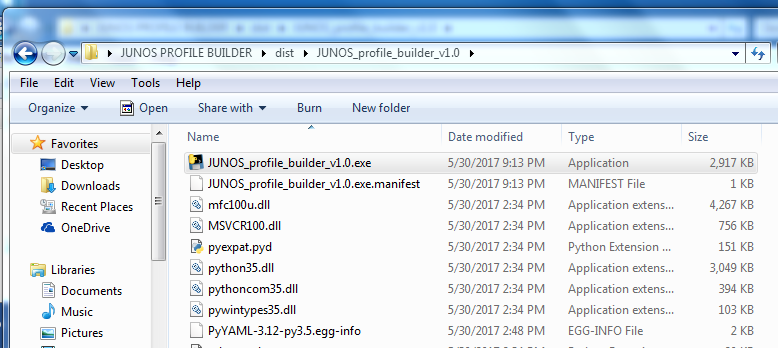 JUNOS PROFILE BUILDER dist JUNOS_profile_builder_v1.0
File Edit View Tools Help
Organize Open Share with Burn New folder
Favorites
Desktop
Downloads
Recent Places
OneDrive
Libraries
Documents
Music
Pictures
Name Date modified Type Size
JUNOS_profile_builder_v1.0.exe 5/30/2017 9:13 PM Application 2,917 KB
JUNOS_profile_builder_v1.0.exe.manifest 5/30/2017 9:13 PM MANIFEST File 1 KB
mfc100u.dll 5/30/2017 2:34 PM Application extens... 4,267 KB
MSVCR100.dll 5/30/2017 2:34 PM Application extens... 756 KB
pyexpat.pyd 5/30/2017 2:34 PM Python Extension ... 151 KB
python35.dll 5/30/2017 2:34 PM Application extens... 3,049 KB
pythoncom35.dll 5/30/2017 2:34 PM Application extens... 394 KB
pywintypes35.dll 5/30/2017 2:34 PM Application extens... 103 KB
PyYAML-3.12-py3.5.egg-info 5/30/2017 2:48 PM EGG-INFO File 2 KB